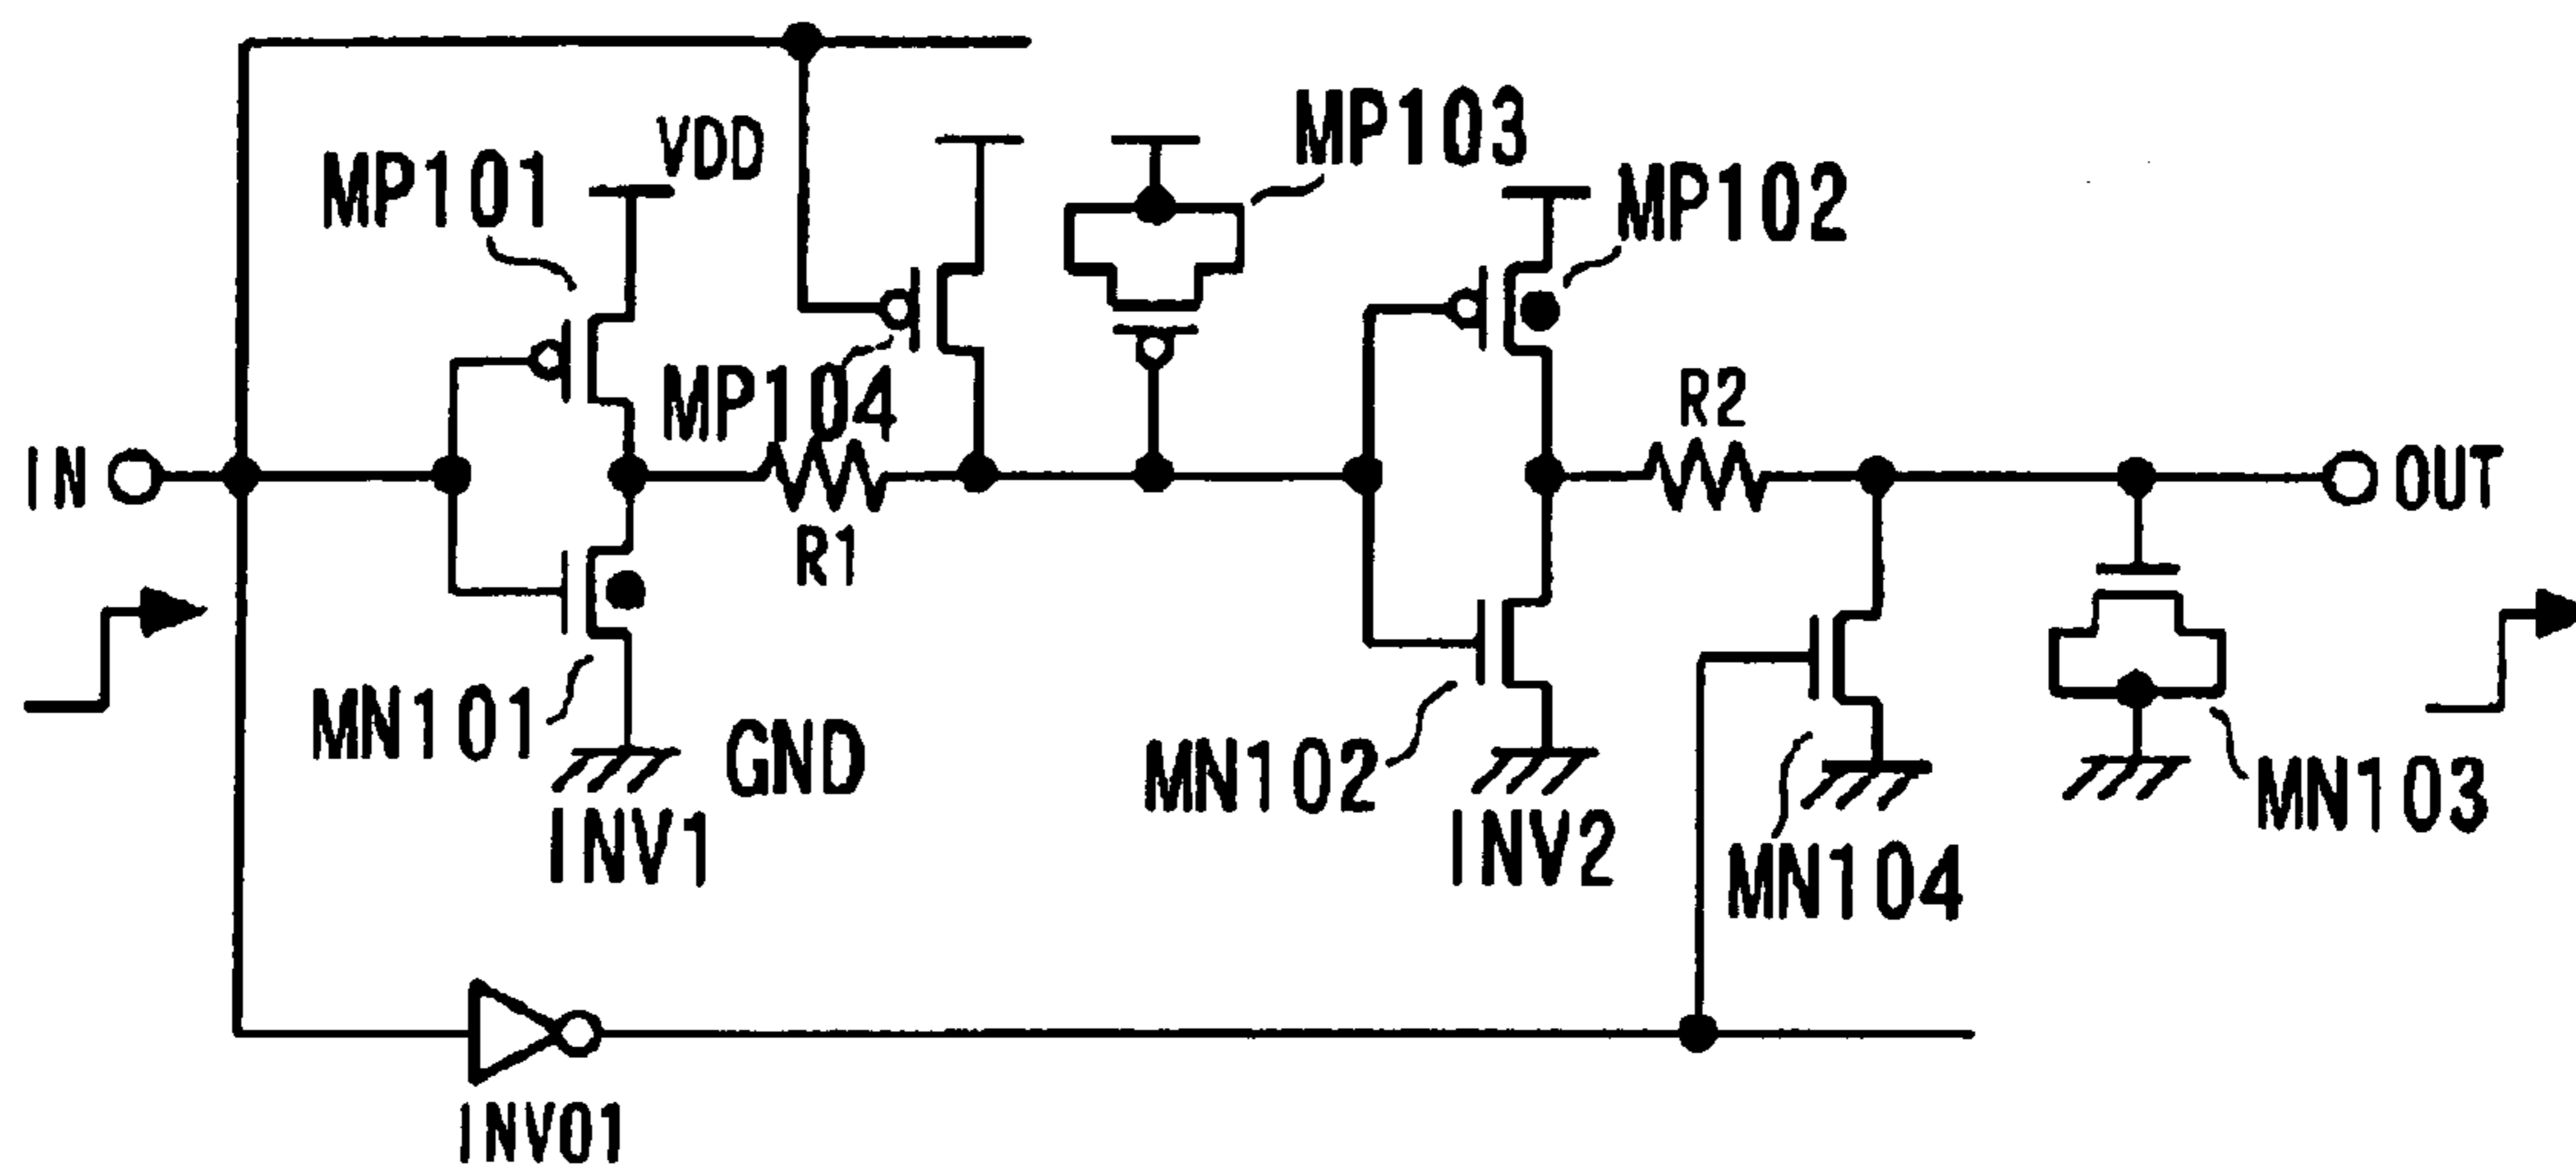 MP103
VDD
MP101
MP102
MP104
R2
IN
OUT
R1
MN101
GND
MN102
MN103
INV1
INV2
MN104
INV01